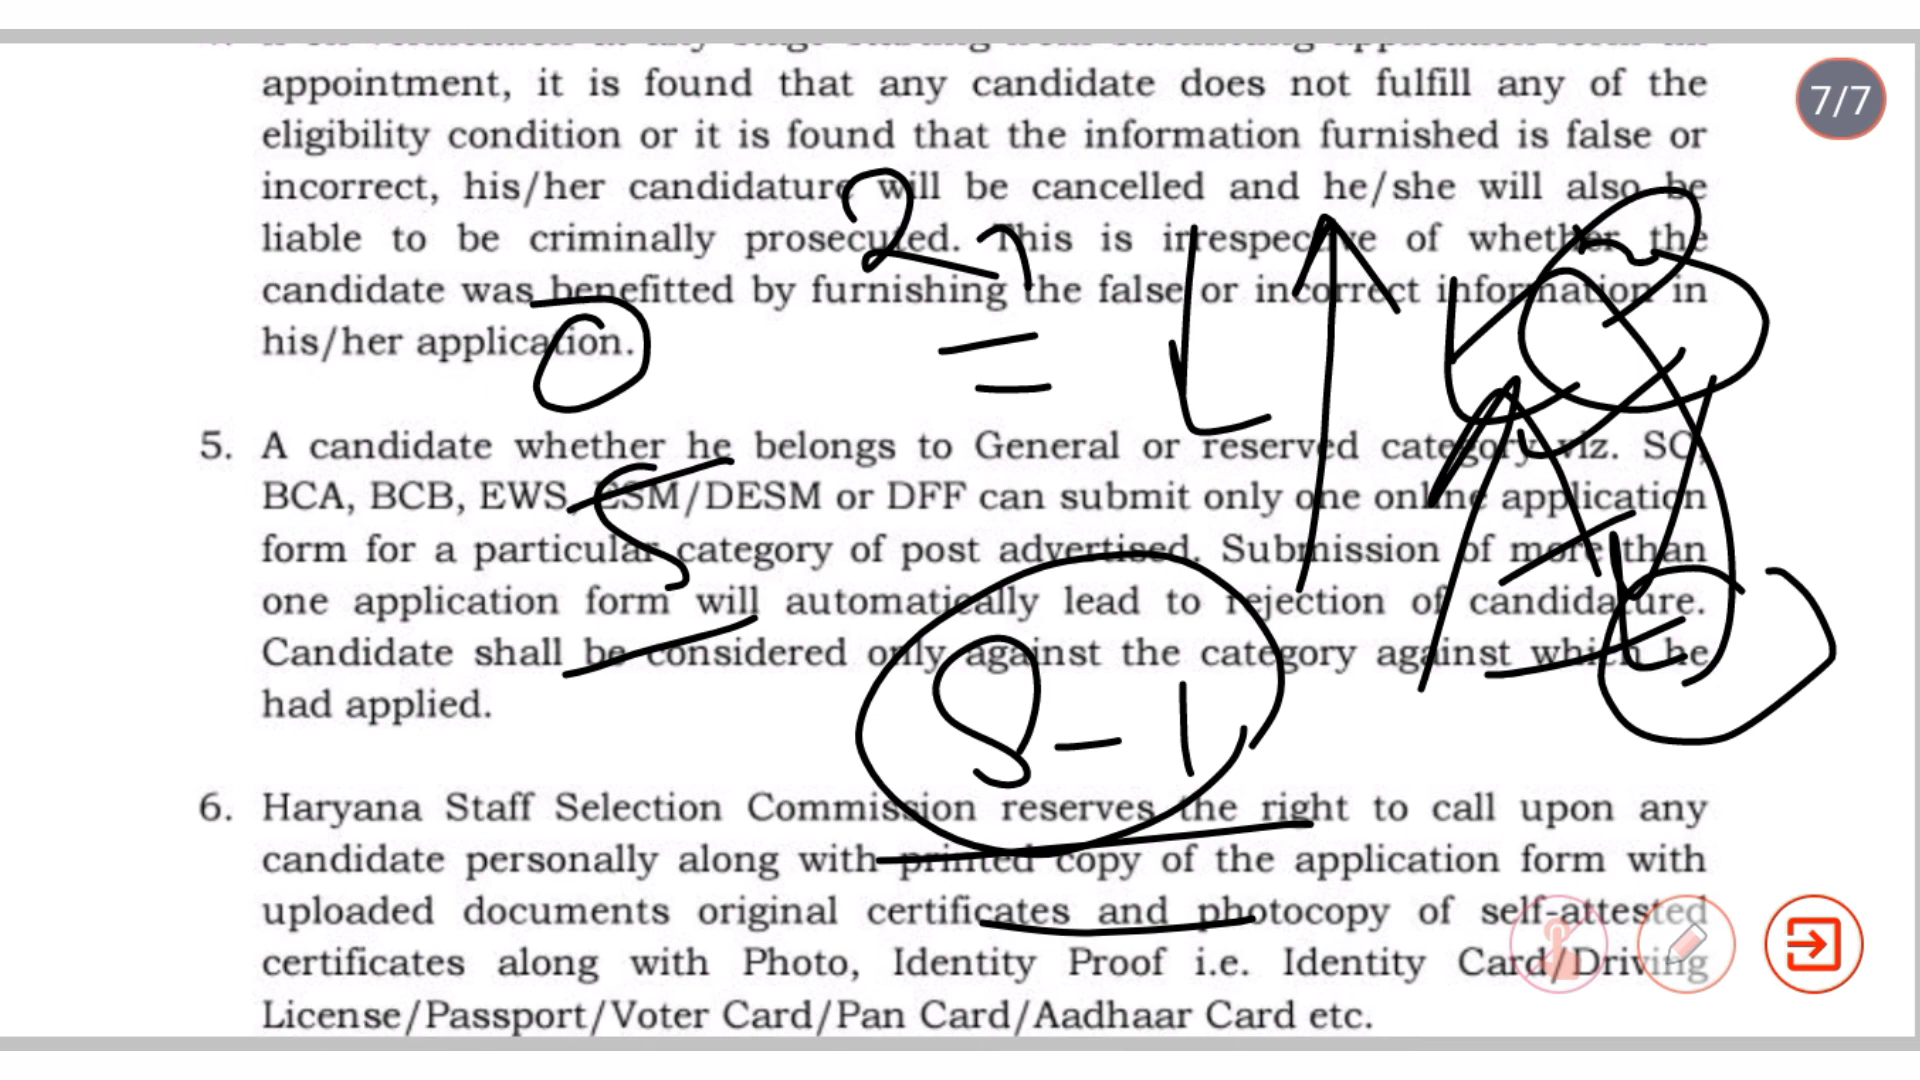 appointment, it is found that any candidate does not fulfill any of the
7/7
eligibility condition or it is found that the information furnished is false or
incorrect, his/her candidature will be cancelled and he/she will also be
liable to be criminally prosecuted. This is irrespective of whether the
candidate was benefitted by furnishing the false or incorrect information in
his/her application.
5. A candidate whether he belongs to General or reserved category viz. SC,
BCA, BCB, EWS, ESM/DESM or DFF can submit only one online application
form for a particular category of post advertised. Submission of more than
one application form will automatically lead to rejection of candidature.
Candidate shall be considered only against the category against which he
had applied.
6. Haryana Staff Selection Commission reserves the right to call upon any
candidate personally along with printed copy of the application form with
uploaded documents original certificates and photocopy of self-attested
certificates along with Photo, Identity Proof i.e. Identity Card/Driving
License/Passport/Voter Card/Pan Card/Aadhaar Card etc.